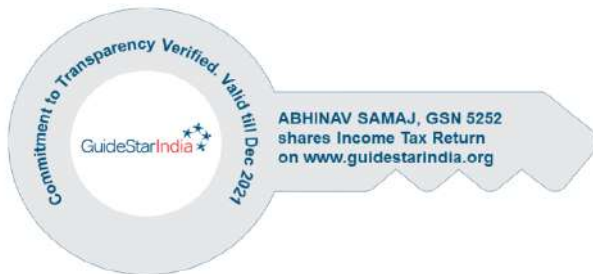 Commitment to Transparency Verified. Valid till Dec 2021
GuideStarIndia
ABHINAV SAMAJ, GSN 5252
shares Income Tax Return
on www.guidestarindia.org